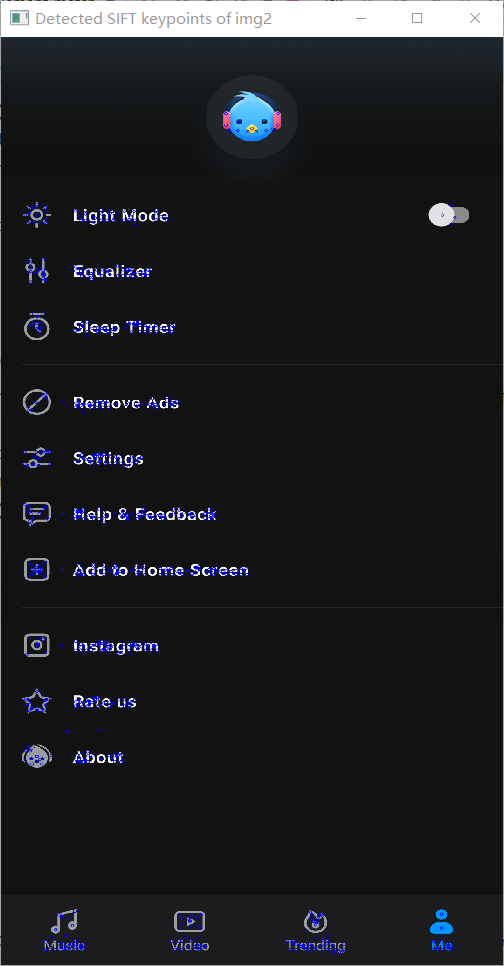 Detected SIFT keypoints of img2
Light Mode
Equalizer
Sleep Timer
Remove Ads
Settings
Help & Feedback
Add to Home Screen
Instagram
Rate us
About
Music Video Trending Me